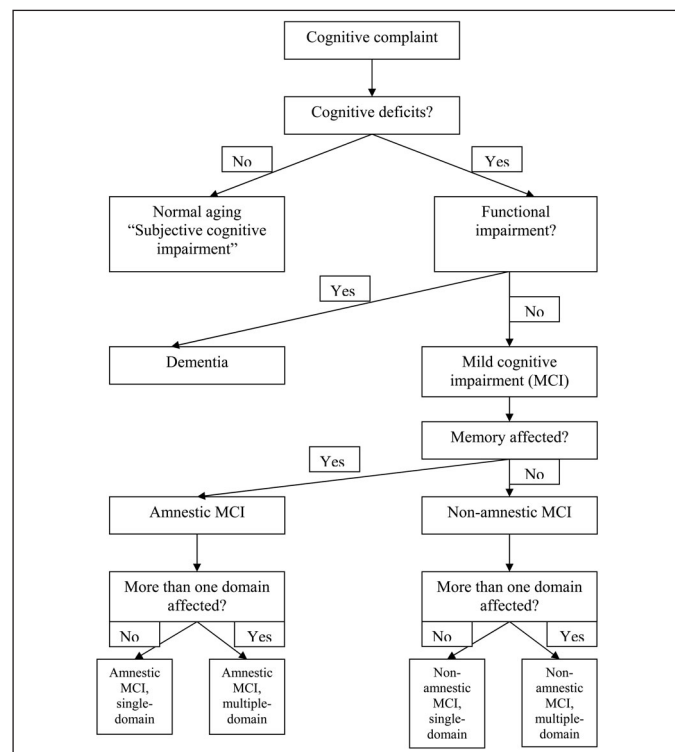 Cognitive complaint
Cognitive deficits?
No
Yes
Normal aging
“Subjective cognitive
impairment”
Functional
impairment?
Yes
No
Dementia
Mild cognitive
impairment (MCI)
Memory affected?
Yes
No
Amnestic MCI
Non-amnestic MCI
More than one domain
affected?
No
Yes
More than one domain
affected?
No
Yes
Amnestic
MCI,
single-
domain
Amnestic
MCI,
multiple-
domain
Non-
amnestic
MCI,
single-
domain
Non-
amnestic
MCI,
multiple-
domain